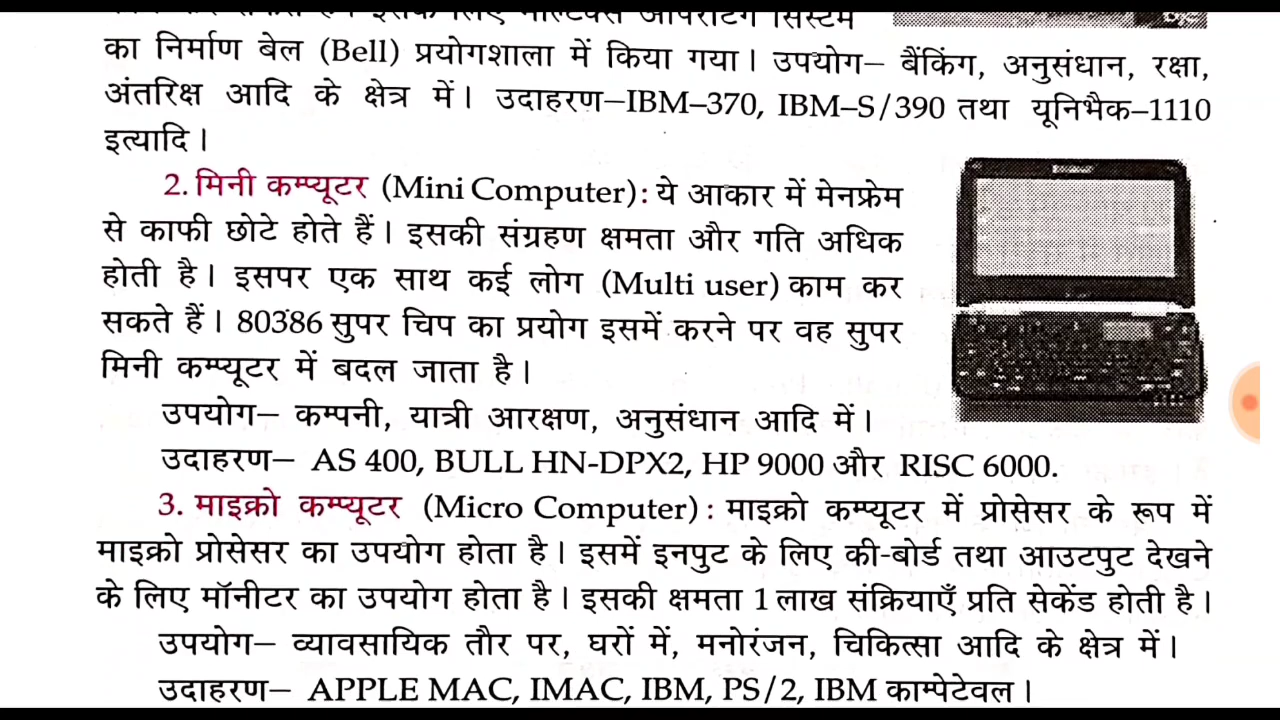 का निर्माण बेल (Bell) प्रयोगशाला में किया गया। उपयोग– बैंकिंग, अनुसंधान, रक्षा,
अंतरिक्ष आदि के क्षेत्र में। उदाहरण–IBM–370, IBM–S/390 तथा यूनिभैक–1110
इत्यादि।
2. मिनी कम्प्यूटर (Mini Computer): ये आकार में मेनफ्रेम
से काफी छोटे होते हैं। इसकी संग्रहण क्षमता और गति अधिक
होती है। इसपर एक साथ कई लोग (Multi user) काम कर
सकते हैं। 80386 सुपर चिप का प्रयोग इसमें करने पर वह सुपर
मिनी कम्प्यूटर में बदल जाता है।
उपयोग– कम्पनी, यात्री आरक्षण, अनुसंधान आदि में।
उदाहरण– AS 400, BULL HN-DPX2, HP 9000 और RISC 6000.
3. माइक्रो कम्प्यूटर (Micro Computer) : माइक्रो कम्प्यूटर में प्रोसेसर के रूप में
माइक्रो प्रोसेसर का उपयोग होता है। इसमें इनपुट के लिए की-बोर्ड तथा आउटपुट देखने
के लिए मॉनीटर का उपयोग होता है। इसकी क्षमता 1 लाख संक्रियाएँ प्रति सेकेंड होती है।
उपयोग– व्यावसायिक तौर पर, घरों में, मनोरंजन, चिकित्सा आदि के क्षेत्र में।
उदाहरण– APPLE MAC, IMAC, IBM, PS/2, IBM काम्पेटेवल।